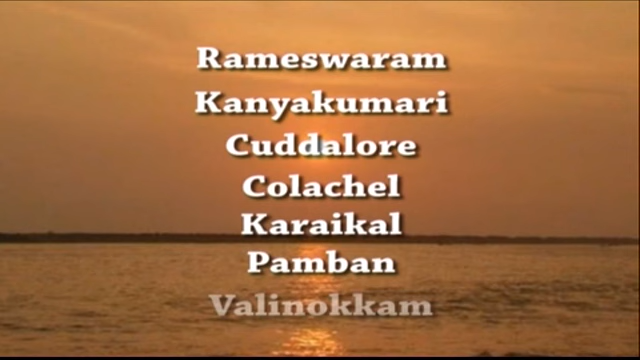 Rameswaram
Kanyakumari
Cuddalore
Colachel
Karaikal
Pamban
Valinokkam